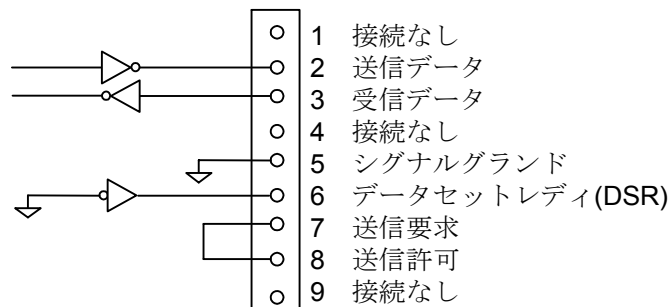 1 接続なし
2 送信データ
3 受信データ
4 接続なし
5 シグナルグランド
6 データセットレディ(DSR)
7 送信要求
8 送信許可
9 接続なし